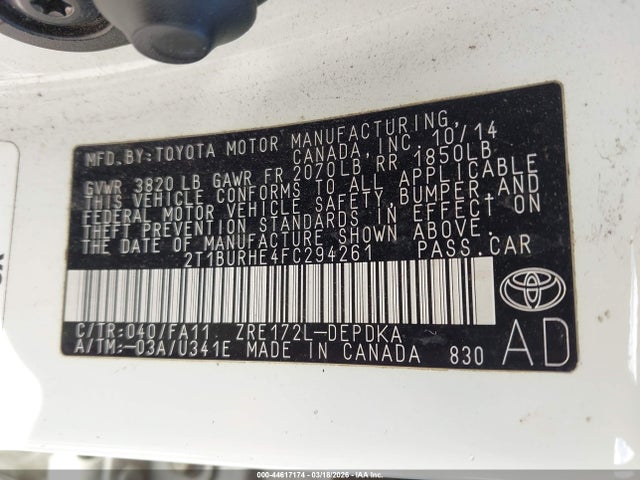 MFD.BY:TOYOTA MOTOR MANUFACTURING,
CANADA, INC. 10/14
GVWR 3820 LB GAWR FR 2070LB RR 1850LB
THIS VEHICLE CONFORMS TO ALL APPLICABLE
FEDERAL MOTOR VEHICLE SAFETY, BUMPER AND
THEFT PREVENTION STANDARDS IN EFFECT ON
THE DATE OF MANUFACTURE SHOWN ABOVE.
2T1BURHE4FC294261 PASS.CAR
C/TR:040/FA11 ZRE172L-DEPDKA
A/TM:-03A/U341E MADE IN CANADA 830
AD
000-44617174 - 03/18/2026 - IAA Inc.